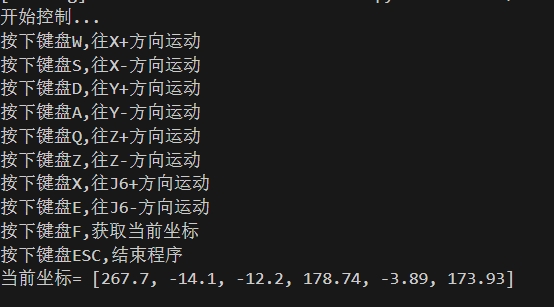 开始控制...
按下键盘W,往X+方向运动
按下键盘S,往X-方向运动
按下键盘D,往Y+方向运动
按下键盘A,往Y-方向运动
按下键盘Q,往Z+方向运动
按下键盘Z,往Z-方向运动
按下键盘X,往J6+方向运动
按下键盘E,往J6-方向运动
按下键盘F,获取当前坐标
按下键盘ESC,结束程序
当前坐标= [267.7, -14.1, -12.2, 178.74, -3.89, 173.93]